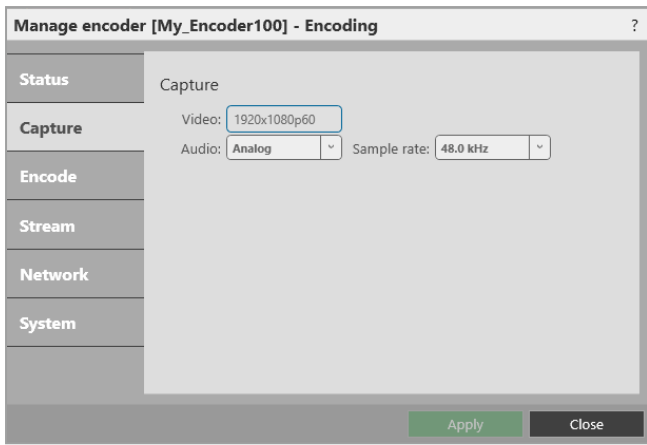 Manage encoder [My_Encoder100] - Encoding ?
Status
Capture
Encode
Stream
Network
System
Capture
Video: 1920x1080p60
Audio: Analog Sample rate: 48.0 kHz
Apply Close